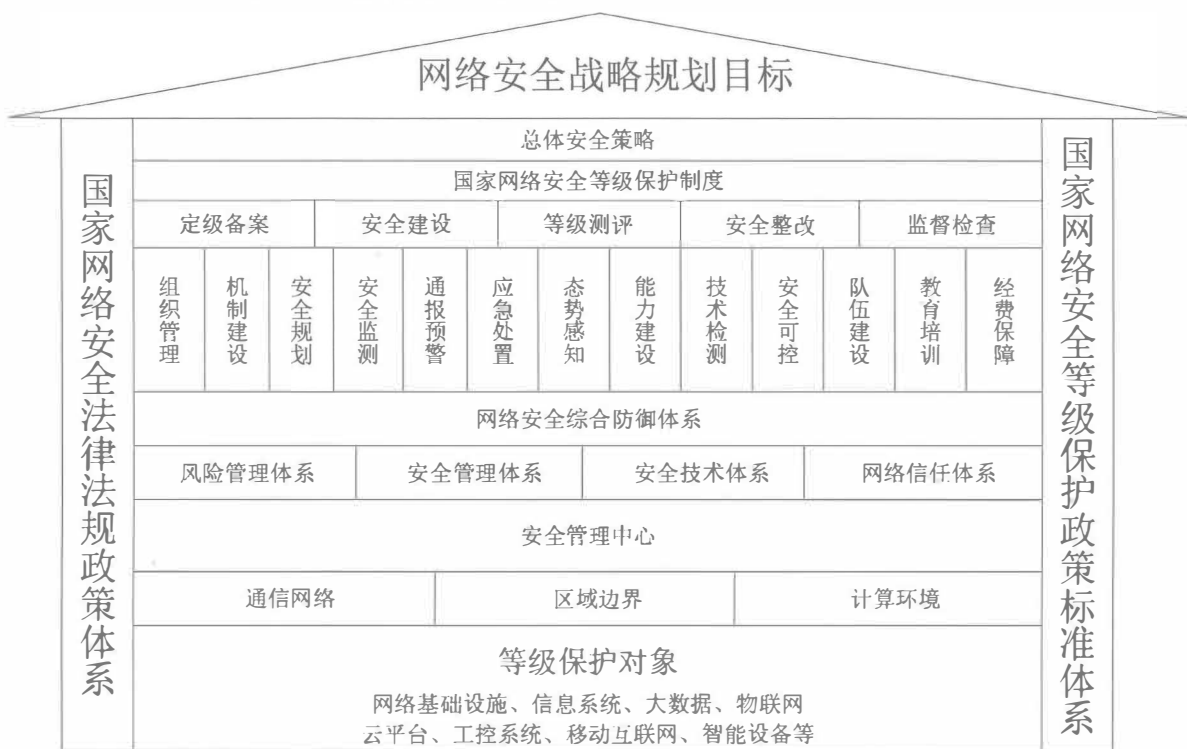 网络安全战略规划目标
国家网络安全法律法规政策体系
总体安全策略
国家网络安全等级保护制度
定级备案 安全建设 等级测评 安全整改 监督检查
组织管理 机制建设 安全规划 安全监测 通报预警 应急处置 态势感知 能力建设 技术检测 安全可控 队伍建设 教育培训 经费保障
网络安全综合防御体系
风险管理体系 安全管理体系 安全技术体系 网络信任体系
安全管理中心
通信网络 区域边界 计算环境
等级保护对象
网络基础设施、信息系统、大数据、物联网
云平台、工控系统、移动互联网、智能设备等
国家网络安全等级保护政策标准体系